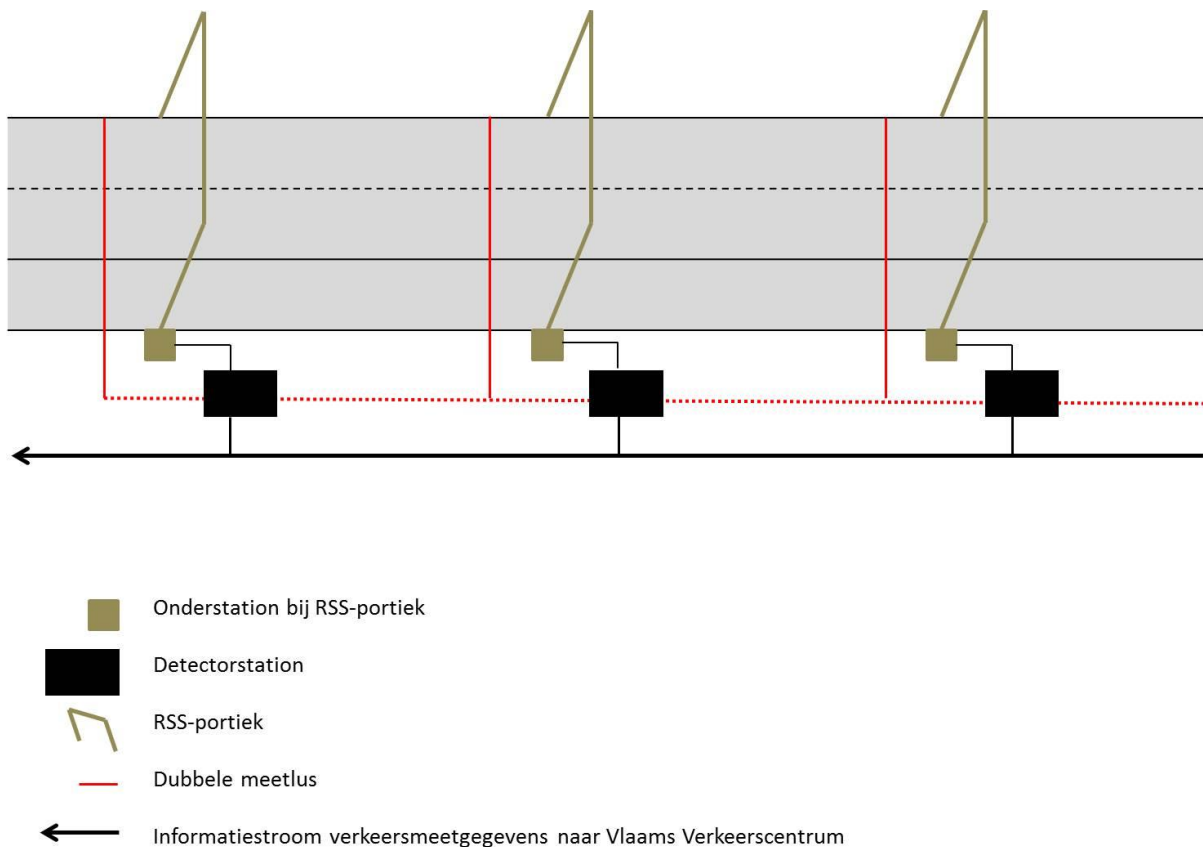 Onderstation bij RSS-portiek
Detectorstation
RSS-portiek
Dubbele meetlus
Informatiestroom verkeersmeetgegevens naar Vlaams Verkeerscentrum